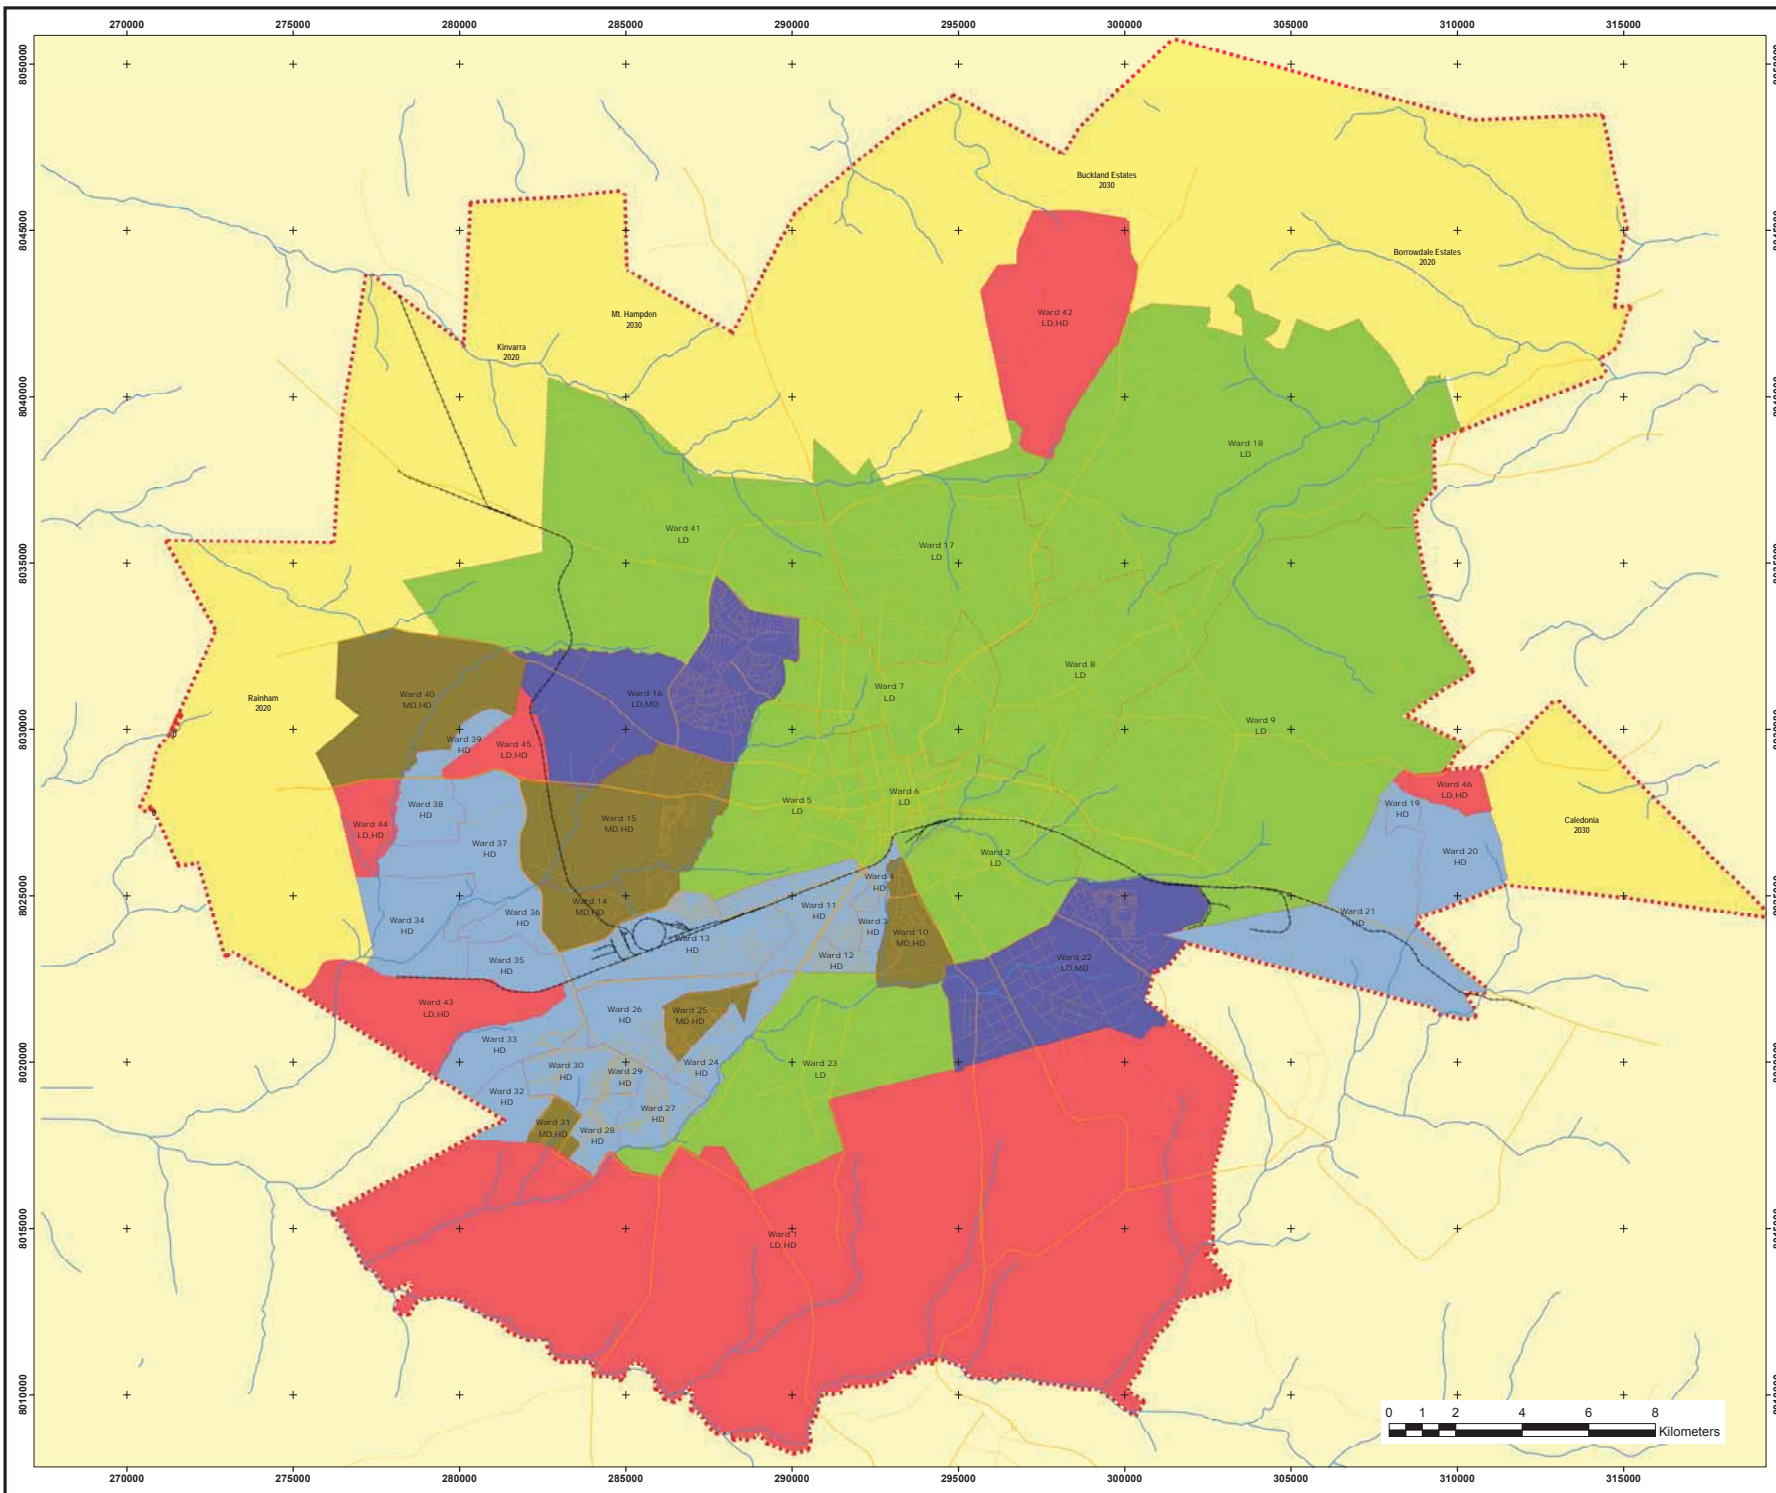 270000 275000 280000 285000 290000 295000 300000 305000 310000 315000
8050000
8045000
8040000
8035000
8030000
8025000
8020000
8015000
8010000
Buckland Estates
2030
Borrowdale Estates
2020
Mt. Hampden
2030
Kinvarra
2020
Ward 42
LD,HD
Ward 18
LD
Ward 41
LD
Ward 17
LD
Ward 8
LD
Ward 7
LD
Ward 9
LD
Rainham
2020
Ward 40
MD,HD
Ward 16
LD,MD
Ward 39
HD
Ward 45
LD,HD
Ward 46
LD,HD
Ward 19
HD
Ward 6
LD
Ward 5
LD
Ward 38
HD
Ward 44
LD,HD
Ward 15
MD,HD
Caledonia
2030
Ward 37
HD
Ward 2
LD
Ward 20
HD
Ward 4
HD
Ward 14
MD,HD
Ward 11
HD
Ward 36
HD
Ward 34
HD
Ward 3
HD
Ward 10
MD,HD
Ward 21
HD
Ward 13
HD
Ward 12
HD
Ward 35
HD
Ward 22
LD,MD
Ward 43
LD,HD
Ward 26
HD
Ward 25
MD,HD
Ward 33
HD
Ward 30
HD
Ward 29
HD
Ward 24
HD
Ward 23
LD
Ward 32
HD
Ward 27
HD
Ward 31
MD,HD
Ward 28
HD
Ward 1
LD,HD
0 1 2 4 6 8
Kilometers
270000 275000 280000 285000 290000 295000 300000 305000 310000 315000